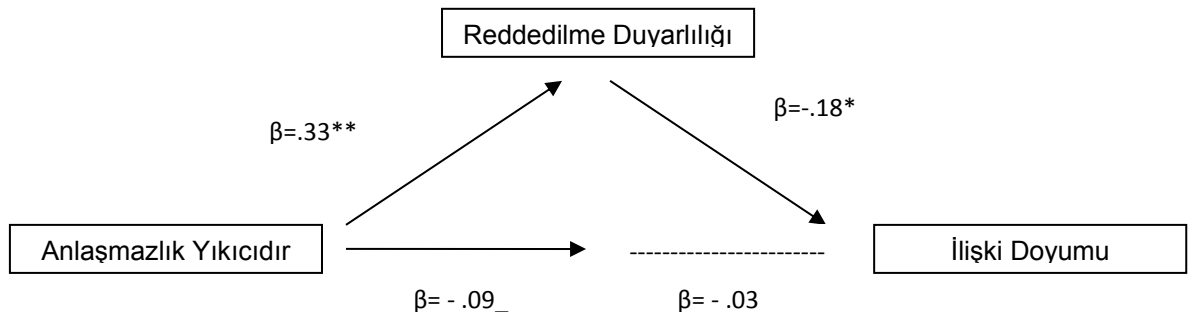 Reddedilme Duyarlılığı
β=.33**
β=-.18*
Anlaşmazlık Yıkıcıdır
İlişki Doyumu
β= - .09_
β= - .03